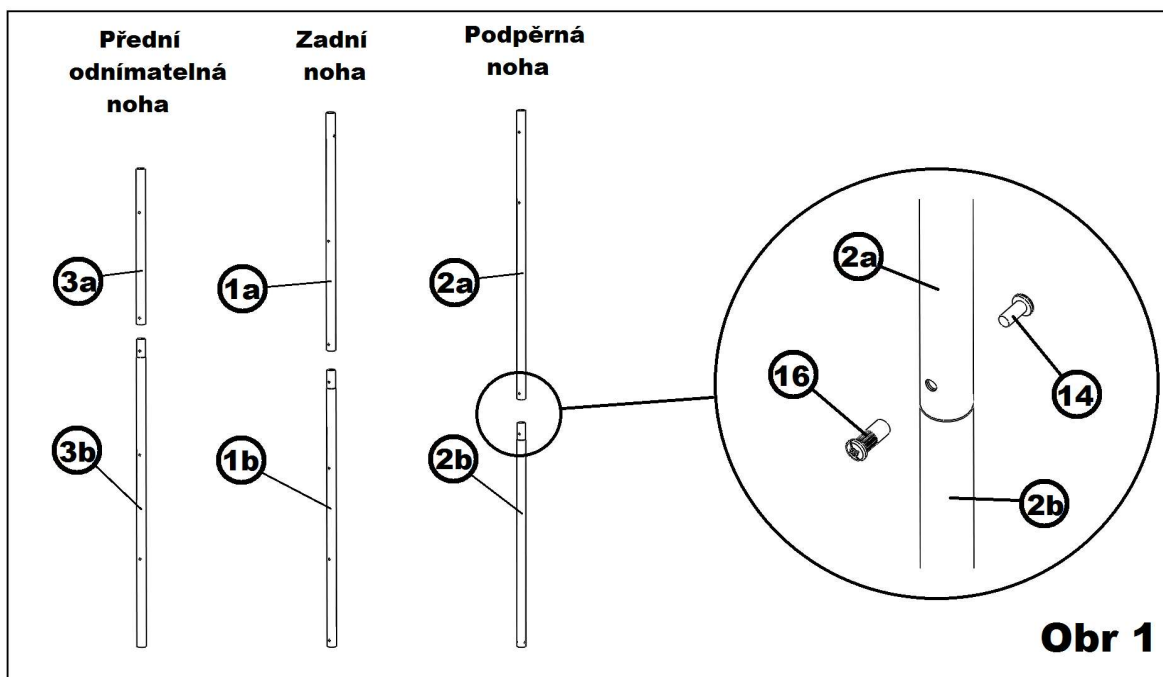 Přední
odnímatelná
noha
Zadní
noha
Podpěrná
noha
3a
1a
2a
3b
1b
2b
2a
16
14
2b
Obr 1